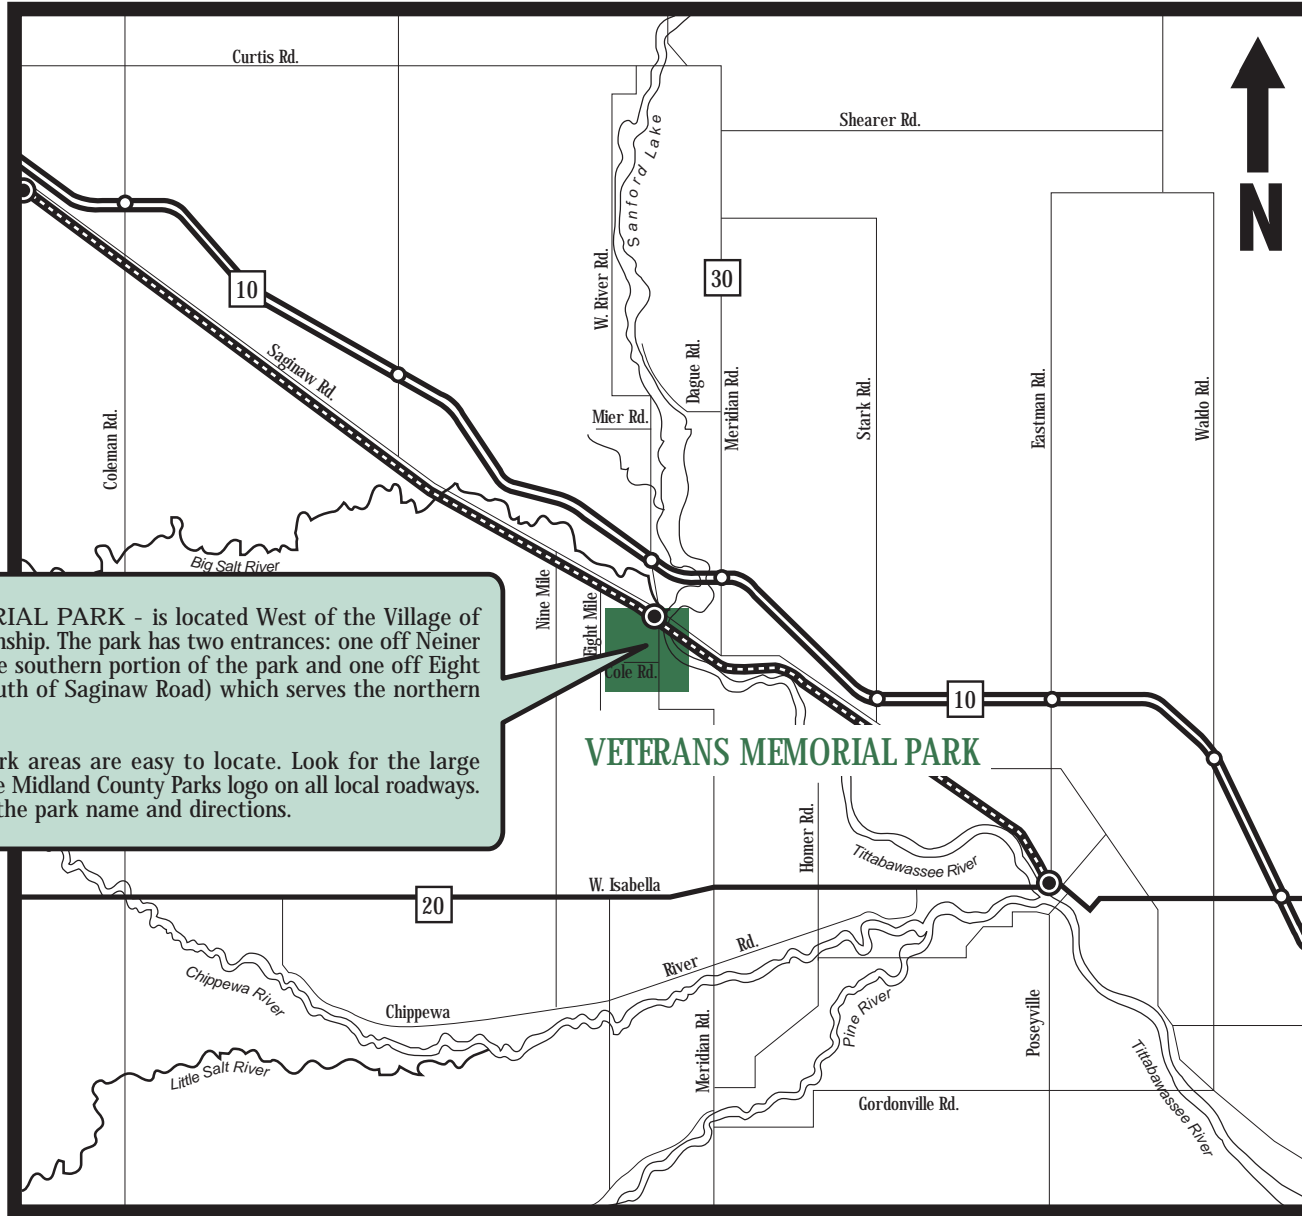 Curtis Rd.
Shearer Rd.
Sanford Lake
N
W. River Rd.
30
10
Saginaw Rd.
Dague Rd.
Meridian Rd.
Stark Rd.
Eastman Rd.
Waldo Rd.
Coleman Rd.
Mier Rd.
Big Salt River
Nine Mile
Eight Mile
Cole Rd.
RIAL PARK - is located West of the Village of
nship. The park has two entrances: one off Neiner
e southern portion of the park and one off Eight
uth of Saginaw Road) which serves the northern
rk areas are easy to locate. Look for the large
e Midland County Parks logo on all local roadways.
the park name and directions.
10
VETERANS MEMORIAL PARK
Homer Rd.
Tittabawassee River
W. Isabella
20
River Rd.
Chippewa River
Chippewa
Pine River
Meridian Rd.
Poseyville
Little Salt River
Tittabawassee River
Gordonville Rd.